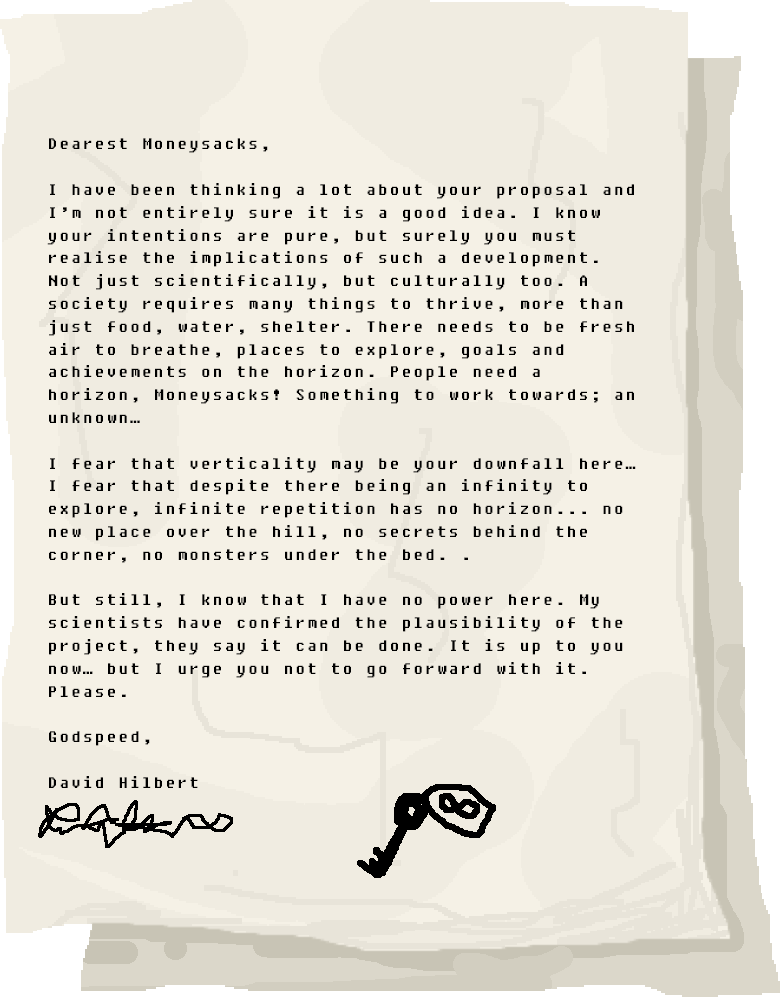 Dearest Moneysacks,
I have been thinking a lot about your proposal and
I'm not entirely sure it is a good idea. I know
your intentions are pure, but surely you must
realise the implications of such a development.
Not just scientifically, but culturally too. A
society requires many things to thrive, more than
just food, water, shelter. There needs to be fresh
air to breathe, places to explore, goals and
achievements on the horizon. People need a
horizon, Moneysacks! Something to work towards; an
unknown…
I fear that verticality may be your downfall here…
I fear that despite there being an infinity to
explore, infinite repetition has no horizon... no
new place over the hill, no secrets behind the
corner, no monsters under the bed. .
But still, I know that I have no power here. My
scientists have confirmed the plausibility of the
project, they say it can be done. It is up to you
now… but I urge you not to go forward with it.
Please.
Godspeed,
David Hilbert
∞